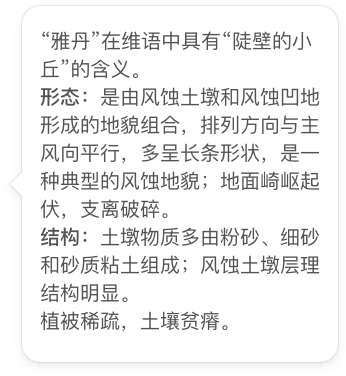 “雅丹”在维语中具有“陡壁的小
丘”的含义。
形态：是由风蚀土墩和风蚀凹地
形成的地貌组合，排列方向与主
风向平行，多呈长条形状，是一
种典型的风蚀地貌；地面崎岖起
伏，支离破碎。
结构：土墩物质多由粉砂、细砂
和砂质粘土组成；风蚀土墩层理
结构明显。
植被稀疏，土壤贫瘠。